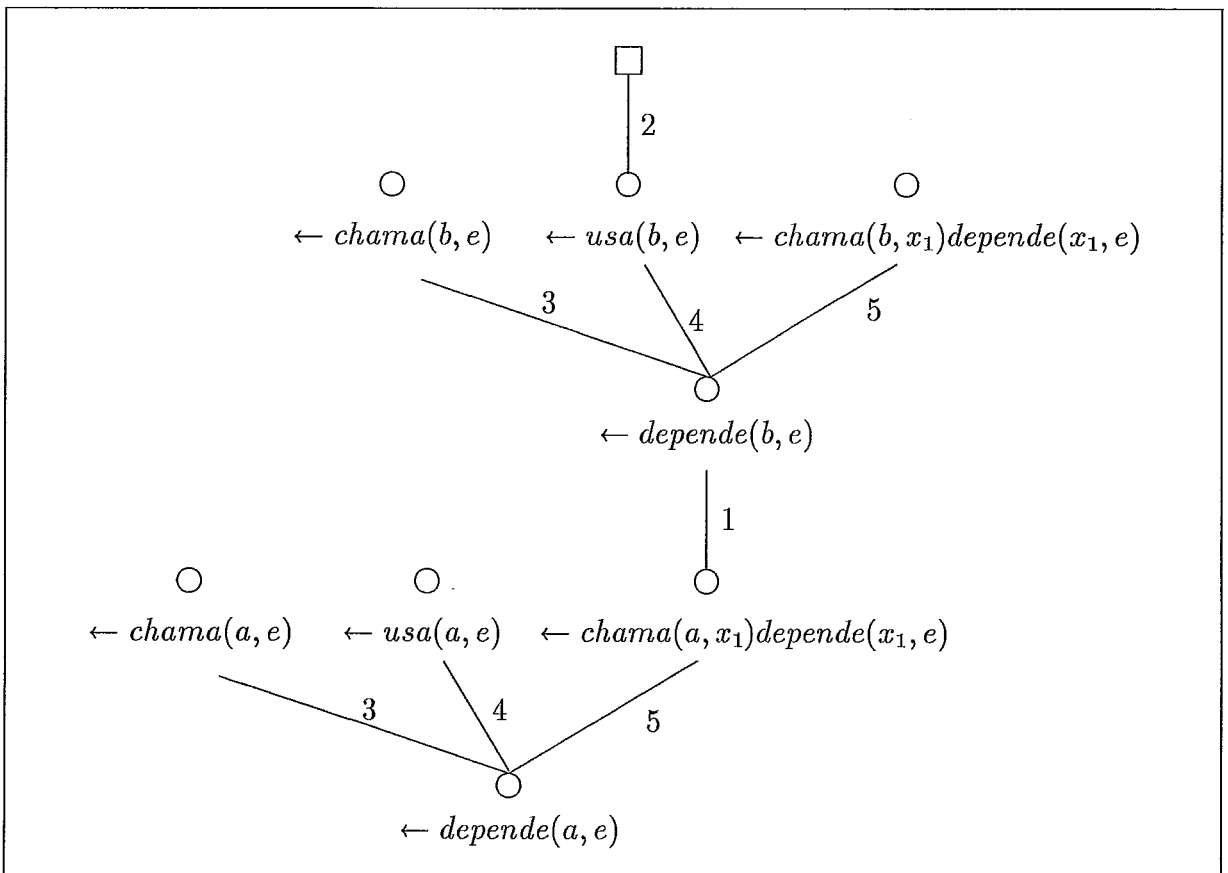 2
← chama(b, e) ← usa(b, e) ← chama(b, x₁)depende(x₁, e)
3 4 5
← depende(b, e)
1
← chama(a, e) ← usa(a, e) ← chama(a, x₁)depende(x₁, e)
3 4 5
← depende(a, e)